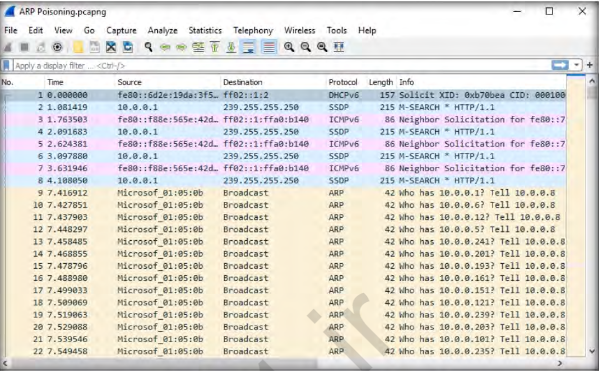 ARP Poisoning.pcapng
File Edit View Go Capture Analyze Statistics Telephony Wireless Tools Help
Apply a display filter ... <Ctrl-/>
No. Time Source Destination Protocol Length Info
1 0.000000 fe80::6d2e:19da:3f5… ff02::1:2 DHCPv6 157 Solicit XID: 0xb70bea CID: 000100
2 1.081419 10.0.0.1 239.255.255.250 SSDP 215 M-SEARCH * HTTP/1.1
3 1.763503 fe80::f88e:565e:42d… ff02::1:ffa0:b140 ICMPv6 86 Neighbor Solicitation for fe80::7
4 2.091683 10.0.0.1 239.255.255.250 SSDP 215 M-SEARCH * HTTP/1.1
5 2.624381 fe80::f88e:565e:42d… ff02::1:ffa0:b140 ICMPv6 86 Neighbor Solicitation for fe80::7
6 3.097880 10.0.0.1 239.255.255.250 SSDP 215 M-SEARCH * HTTP/1.1
7 3.631946 fe80::f88e:565e:42d… ff02::1:ffa0:b140 ICMPv6 86 Neighbor Solicitation for fe80::7
8 4.108050 10.0.0.1 239.255.255.250 SSDP 215 M-SEARCH * HTTP/1.1
9 7.416912 Microsof_01:05:0b Broadcast ARP 42 Who has 10.0.0.1? Tell 10.0.0.8
10 7.427851 Microsof_01:05:0b Broadcast ARP 42 Who has 10.0.0.6? Tell 10.0.0.8
11 7.437903 Microsof_01:05:0b Broadcast ARP 42 Who has 10.0.0.12? Tell 10.0.0.8
12 7.448297 Microsof_01:05:0b Broadcast ARP 42 Who has 10.0.0.5? Tell 10.0.0.8
13 7.458485 Microsof_01:05:0b Broadcast ARP 42 Who has 10.0.0.241? Tell 10.0.0.8
14 7.468855 Microsof_01:05:0b Broadcast ARP 42 Who has 10.0.0.201? Tell 10.0.0.8
15 7.478796 Microsof_01:05:0b Broadcast ARP 42 Who has 10.0.0.193? Tell 10.0.0.8
16 7.488980 Microsof_01:05:0b Broadcast ARP 42 Who has 10.0.0.161? Tell 10.0.0.8
17 7.499033 Microsof_01:05:0b Broadcast ARP 42 Who has 10.0.0.151? Tell 10.0.0.8
18 7.509069 Microsof_01:05:0b Broadcast ARP 42 Who has 10.0.0.121? Tell 10.0.0.8
19 7.519063 Microsof_01:05:0b Broadcast ARP 42 Who has 10.0.0.239? Tell 10.0.0.8
20 7.529088 Microsof_01:05:0b Broadcast ARP 42 Who has 10.0.0.203? Tell 10.0.0.8
21 7.539546 Microsof_01:05:0b Broadcast ARP 42 Who has 10.0.0.101? Tell 10.0.0.8
22 7.549458 Microsof_01:05:0b Broadcast ARP 42 Who has 10.0.0.235? Tell 10.0.0.8